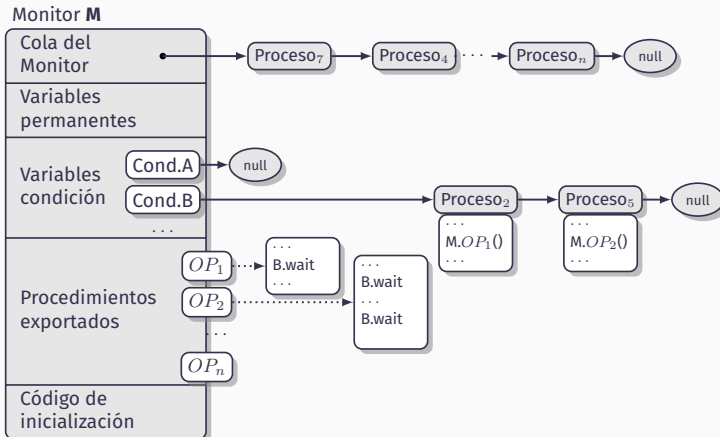 Monitor M
Cola del
Monitor
Proceso₇
Proceso₄
···
Procesoₙ
null
Variables
permanentes
Variables
condición
Cond.A
null
Cond.B
···
Proceso₂
Proceso₅
null
···
M.OP₁()
···
···
M.OP₂()
···
Procedimientos
exportados
OP₁
···
B.wait
···
OP₂
···
B.wait
···
B.wait
···
OPₙ
Código de
inicialización